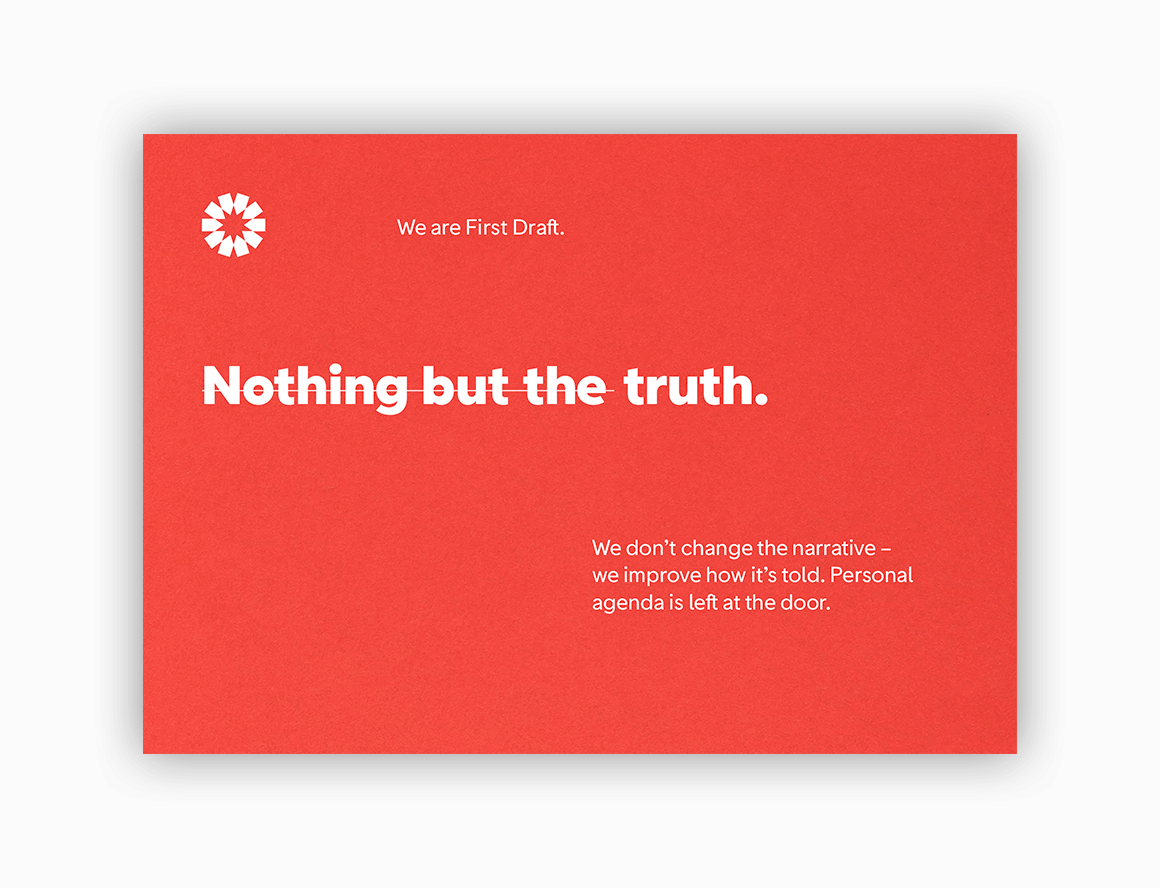 We are First Draft.
Nothing but the truth.
We don’t change the narrative –
we improve how it’s told. Personal
agenda is left at the door.